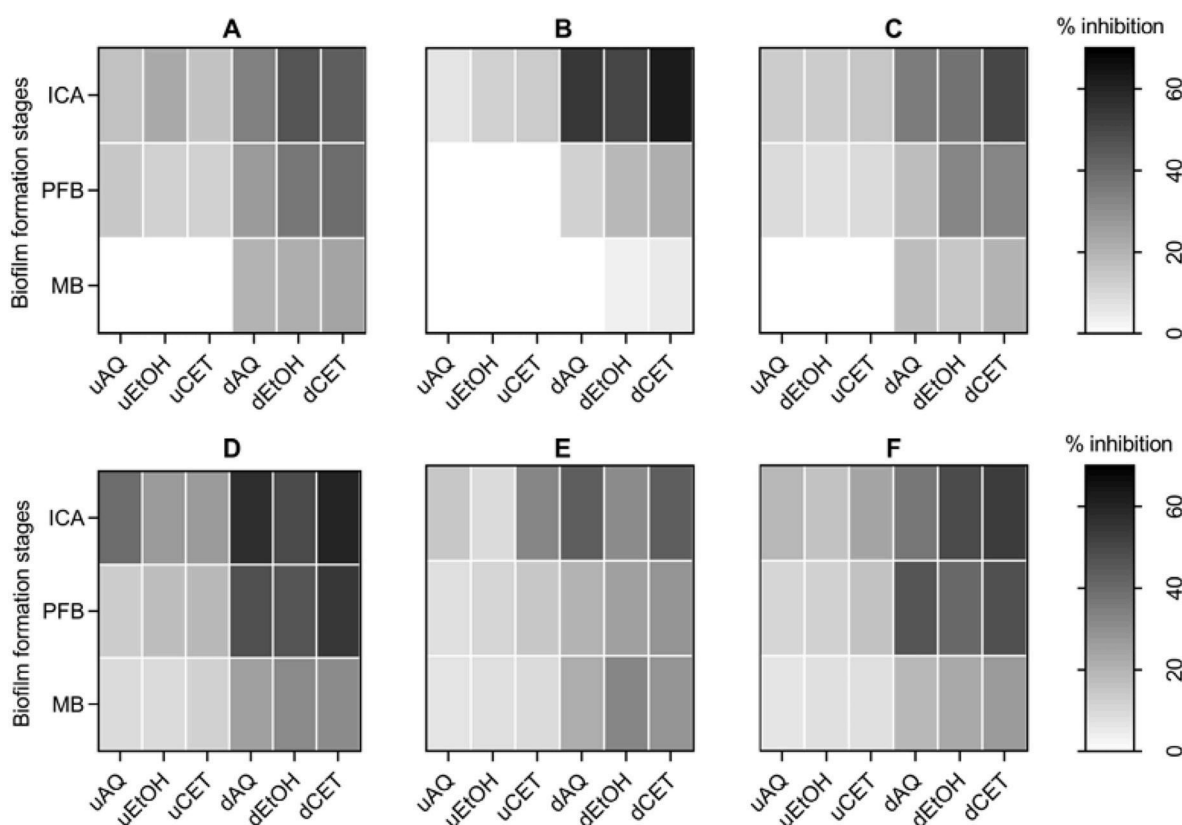 A B C % inhibition
Biofilm formation stages
ICA
PFB
MB
60
40
20
0
uAQ uEtOH uCET dAQ dEtOH dCET
uAQ uEtOH uCET dAQ dEtOH dCET
uAQ dEtOH uCET dAQ dEtOH dCET
D E F % inhibition
Biofilm formation stages
ICA
PFB
MB
60
40
20
0
uAQ uEtOH uCET dAQ dEtOH dCET
uAQ uEtOH uCET dAQ dEtOH dCET
uAQ uEtOH uCET dAQ dEtOH dCET